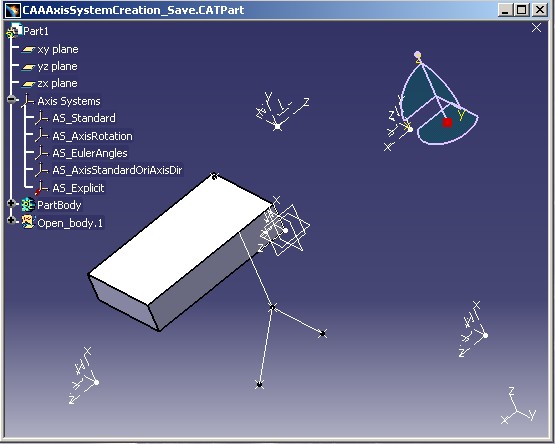 CAAAxisSystemCreation_Save.CATPart
Part1
xy plane
yz plane
zx plane
Axis Systems
AS_Standard
AS_AxisRotation
AS_EulerAngles
AS_AxisStandardOriAxisDir
AS_Explicit
PartBody
Open_body.1
z
y
x
z
x
z
x
z
x
z
z
x
y